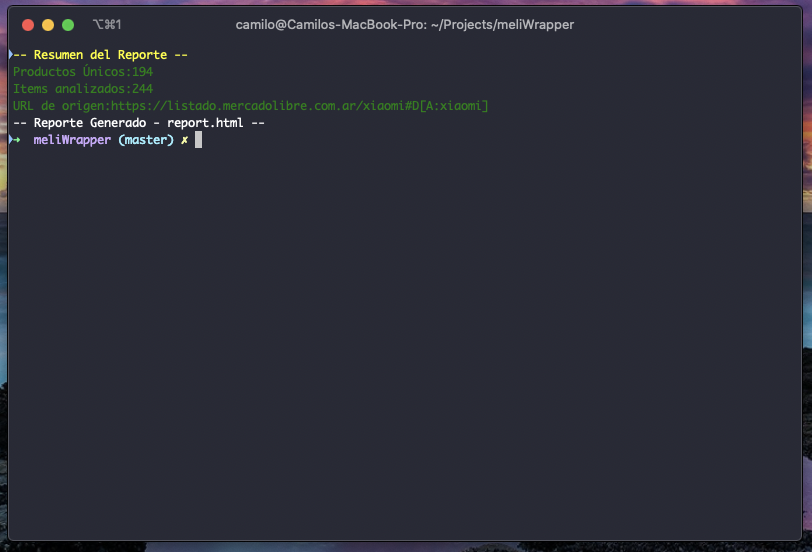 ⌥⌘1
camilo@Camilos-MacBook-Pro: ~/Projects/meliWrapper
-- Resumen del Reporte --
Productos Únicos:194
Items analizados:244
URL de origen:https://listado.mercadolibre.com.ar/xiaomi#D[A:xiaomi]
-- Reporte Generado - report.html --
→ meliWrapper (master) ✗